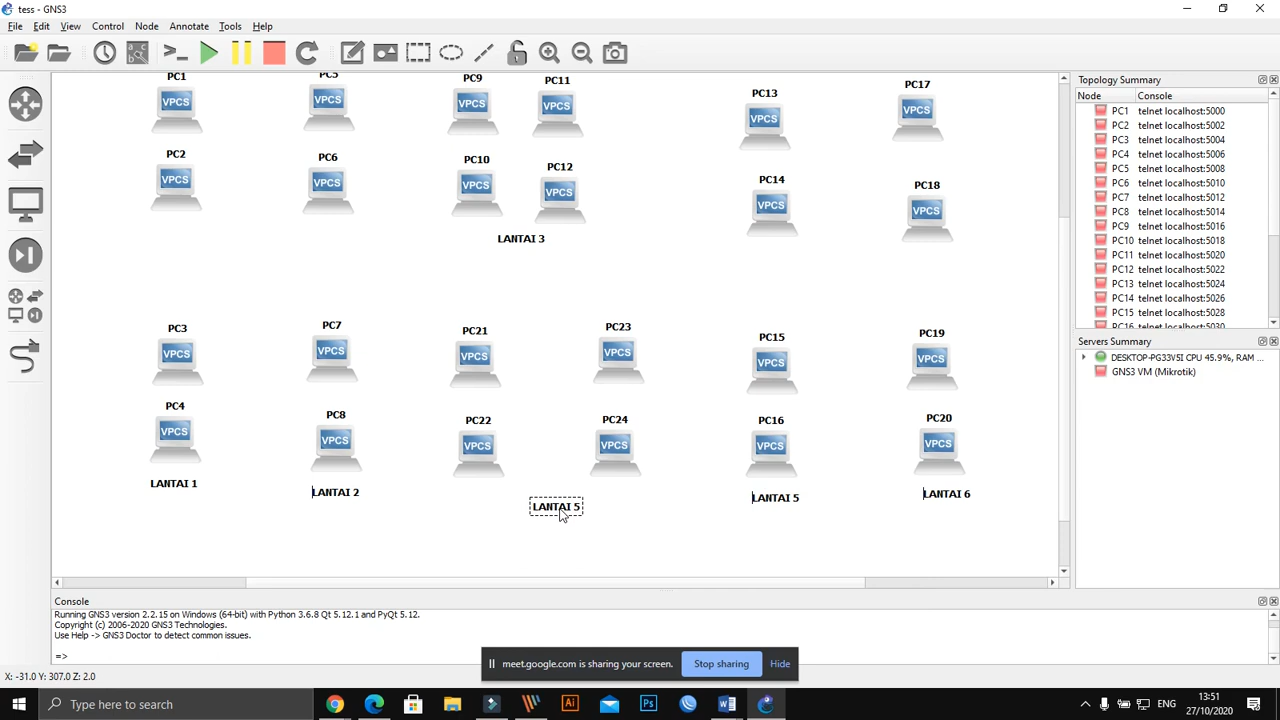 tess - GNS3
File Edit View Control Node Annotate Tools Help
PC1
PC5
PC9
PC11
PC13
PC17
VPCS
VPCS
VPCS
VPCS
VPCS
VPCS
PC2
PC6
PC10
PC12
PC14
PC18
VPCS
VPCS
VPCS
VPCS
VPCS
VPCS
LANTAI 3
PC3
PC7
PC21
PC23
PC15
PC19
VPCS
VPCS
VPCS
VPCS
VPCS
VPCS
PC4
PC8
PC22
PC24
PC16
PC20
VPCS
VPCS
VPCS
VPCS
VPCS
VPCS
LANTAI 1
LANTAI 2
LANTAI 5
LANTAI 5
LANTAI 6
Topology Summary
Node Console
PC1 telnet localhost:5000
PC2 telnet localhost:5002
PC3 telnet localhost:5004
PC4 telnet localhost:5006
PC5 telnet localhost:5008
PC6 telnet localhost:5010
PC7 telnet localhost:5012
PC8 telnet localhost:5014
PC9 telnet localhost:5016
PC10 telnet localhost:5018
PC11 telnet localhost:5020
PC12 telnet localhost:5022
PC13 telnet localhost:5024
PC14 telnet localhost:5026
PC15 telnet localhost:5028
PC16 telnet localhost:5030
Servers Summary
DESKTOP-PG33V5I CPU 45.9%, RAM ...
GNS3 VM (Mikrotik)
Console
Running GNS3 version 2.2.15 on Windows (64-bit) with Python 3.6.8 Qt 5.12.1 and PyQt 5.12.
Copyright (c) 2006-2020 GNS3 Technologies.
Use Help -> GNS3 Doctor to detect common issues.
=>
meet.google.com is sharing your screen. Stop sharing Hide
X: -31.0 Y: 307.0 Z: 2.0
Type here to search
Ai
Ps
ENG
13:51
27/10/2020